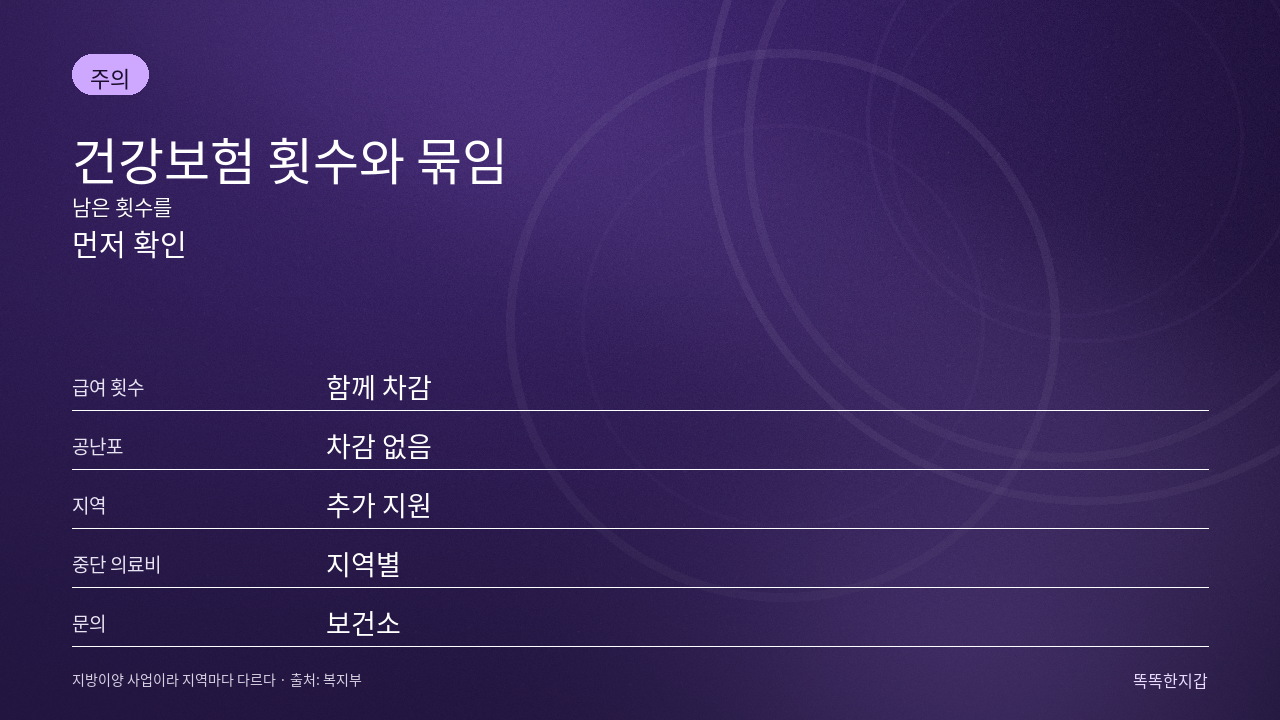 주의
건강보험 횟수와 묶임
남은 횟수를
먼저 확인
급여 횟수 함께 차감
공난포 차감 없음
지역 추가 지원
중단 의료비 지역별
문의 보건소
지방이양 사업이라 지역마다 다르다 · 출처: 복지부
똑똑한지갑